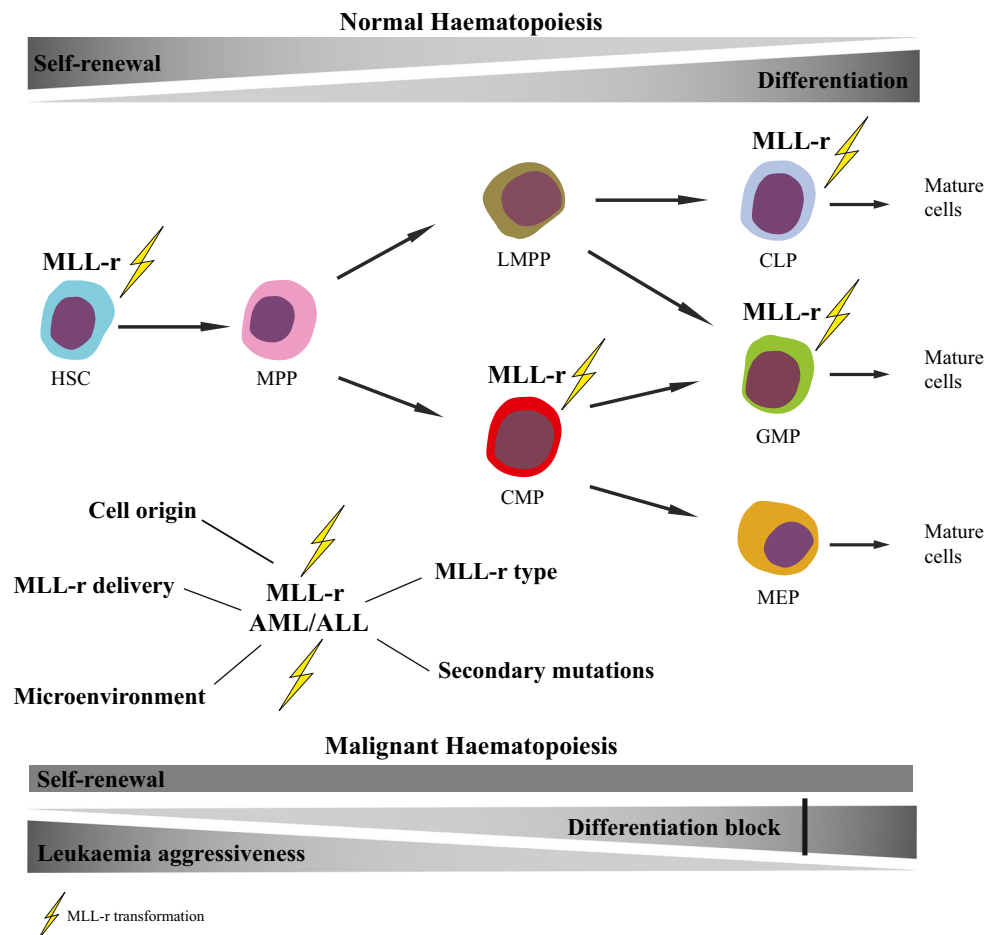 Normal Haematopoiesis
Self-renewal
Differentiation
MLL-r
Mature
cells
LMPP
CLP
MLL-r
MLL-r
HSC
MPP
Mature
cells
MLL-r
GMP
CMP
Cell origin
Mature
cells
MLL-r delivery
MLL-r type
MLL-r
AML/ALL
MEP
Microenvironment
Secondary mutations
Malignant Haematopoiesis
Self-renewal
Differentiation block
Leukaemia aggressiveness
MLL-r transformation